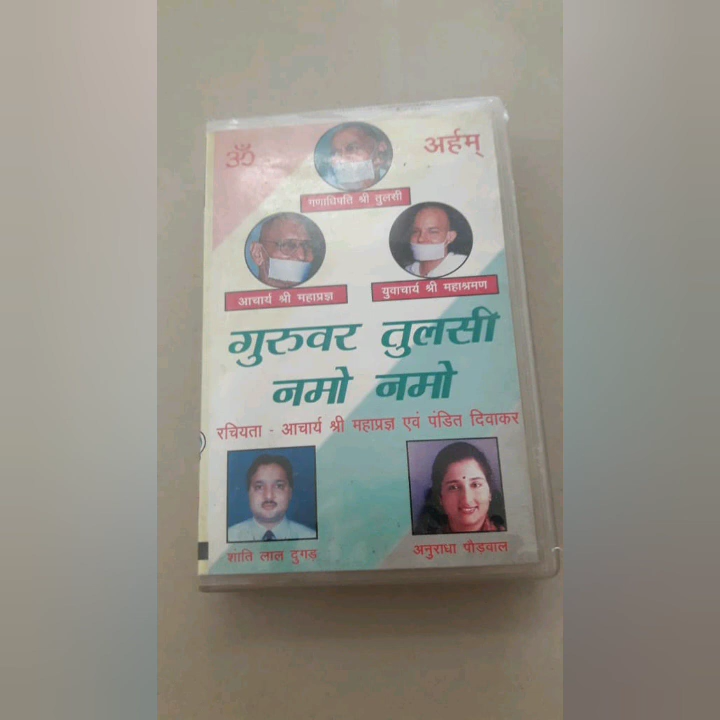 ॐ
अर्हम्
गणाधिपति श्री तुलसी
आचार्य श्री महाप्रज्ञ
युवाचार्य श्री महाश्रमण
गुरुवर तुलसी
नमो नमो
रचियता - आचार्य श्री महाप्रज्ञ एवं पंडित दिवाकर
शांति लाल दुगड़
अनुराधा पौडवाल